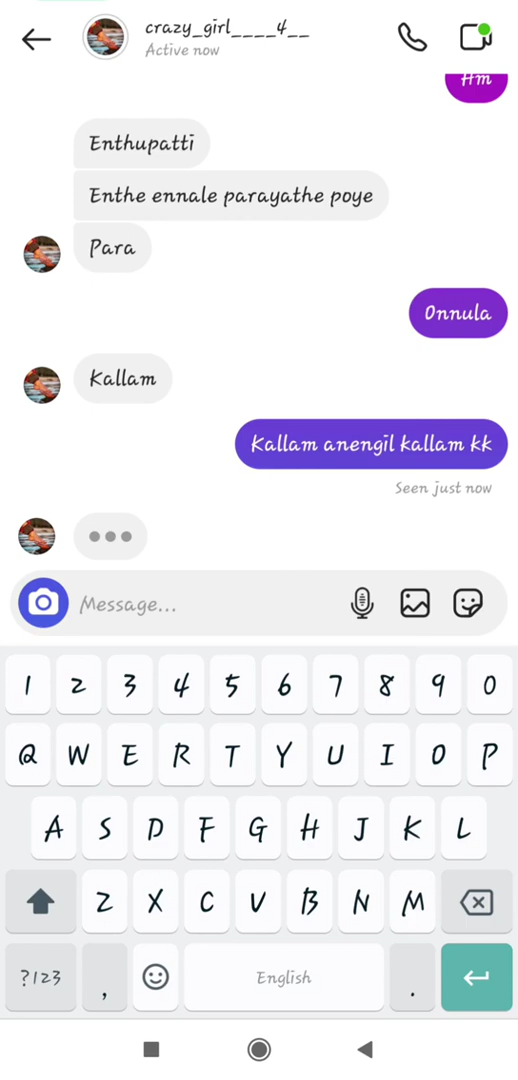 crazy_girl____4__
Active now
Hm
Enthupatti
Enthe ennale parayathe poye
Para
Onnula
Kallam
Kallam anengil kallam kk
Seen just now
Message...
1 2 3 4 5 6 7 8 9 0
Q W E R T Y U I O P
A S D F G H J K L
Z X C V B N M
?123 , English .